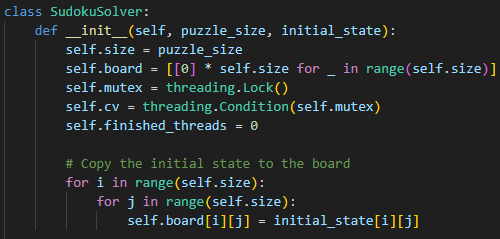 class SudokuSolver:
    def __init__(self, puzzle_size, initial_state):
        self.size = puzzle_size
        self.board = [[0] * self.size for _ in range(self.size)]
        self.mutex = threading.Lock()
        self.cv = threading.Condition(self.mutex)
        self.finished_threads = 0

        # Copy the initial state to the board
        for i in range(self.size):
            for j in range(self.size):
                self.board[i][j] = initial_state[i][j]